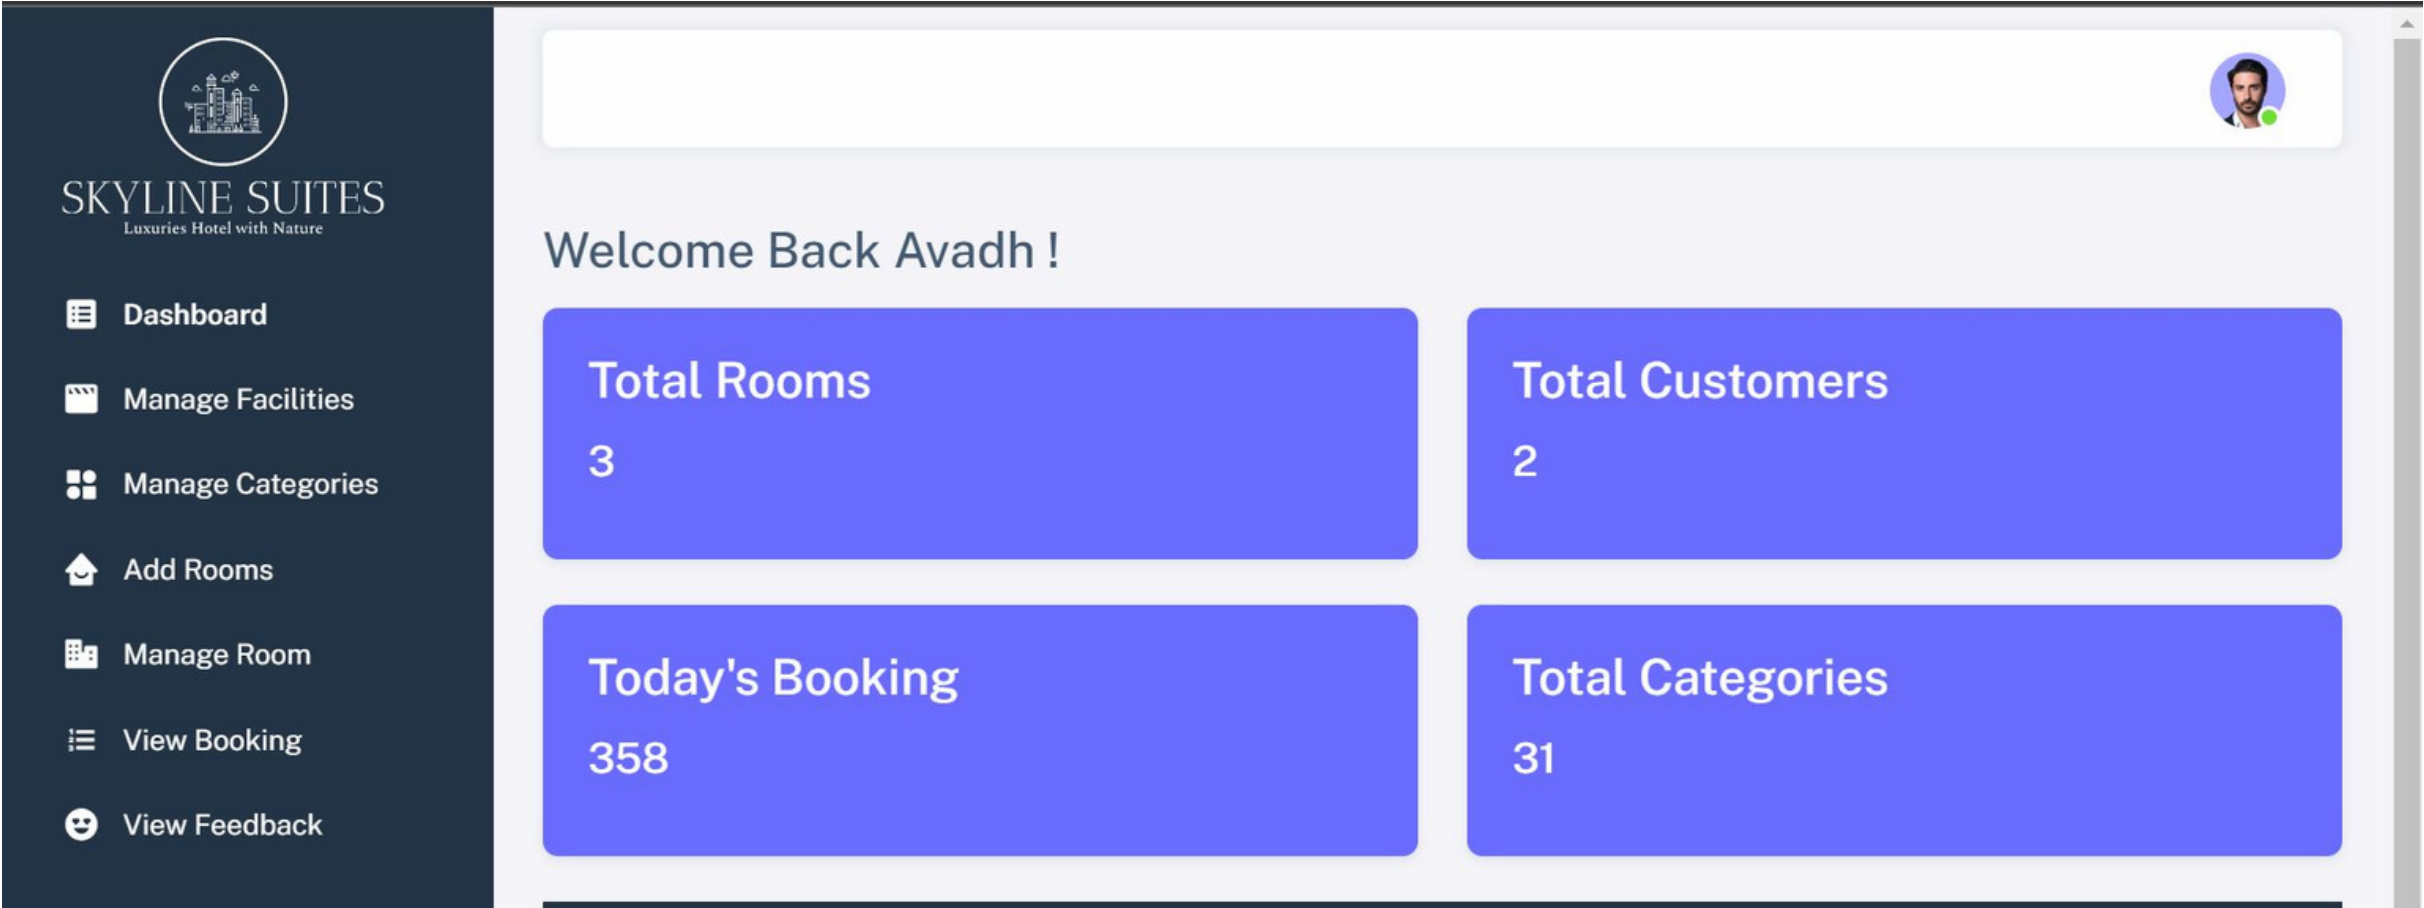 SKYLINE SUITES
Luxuries Hotel with Nature
Dashboard
Manage Facilities
Manage Categories
Add Rooms
Manage Room
View Booking
View Feedback
Welcome Back Avadh !
Total Rooms
3
Total Customers
2
Today's Booking
358
Total Categories
31